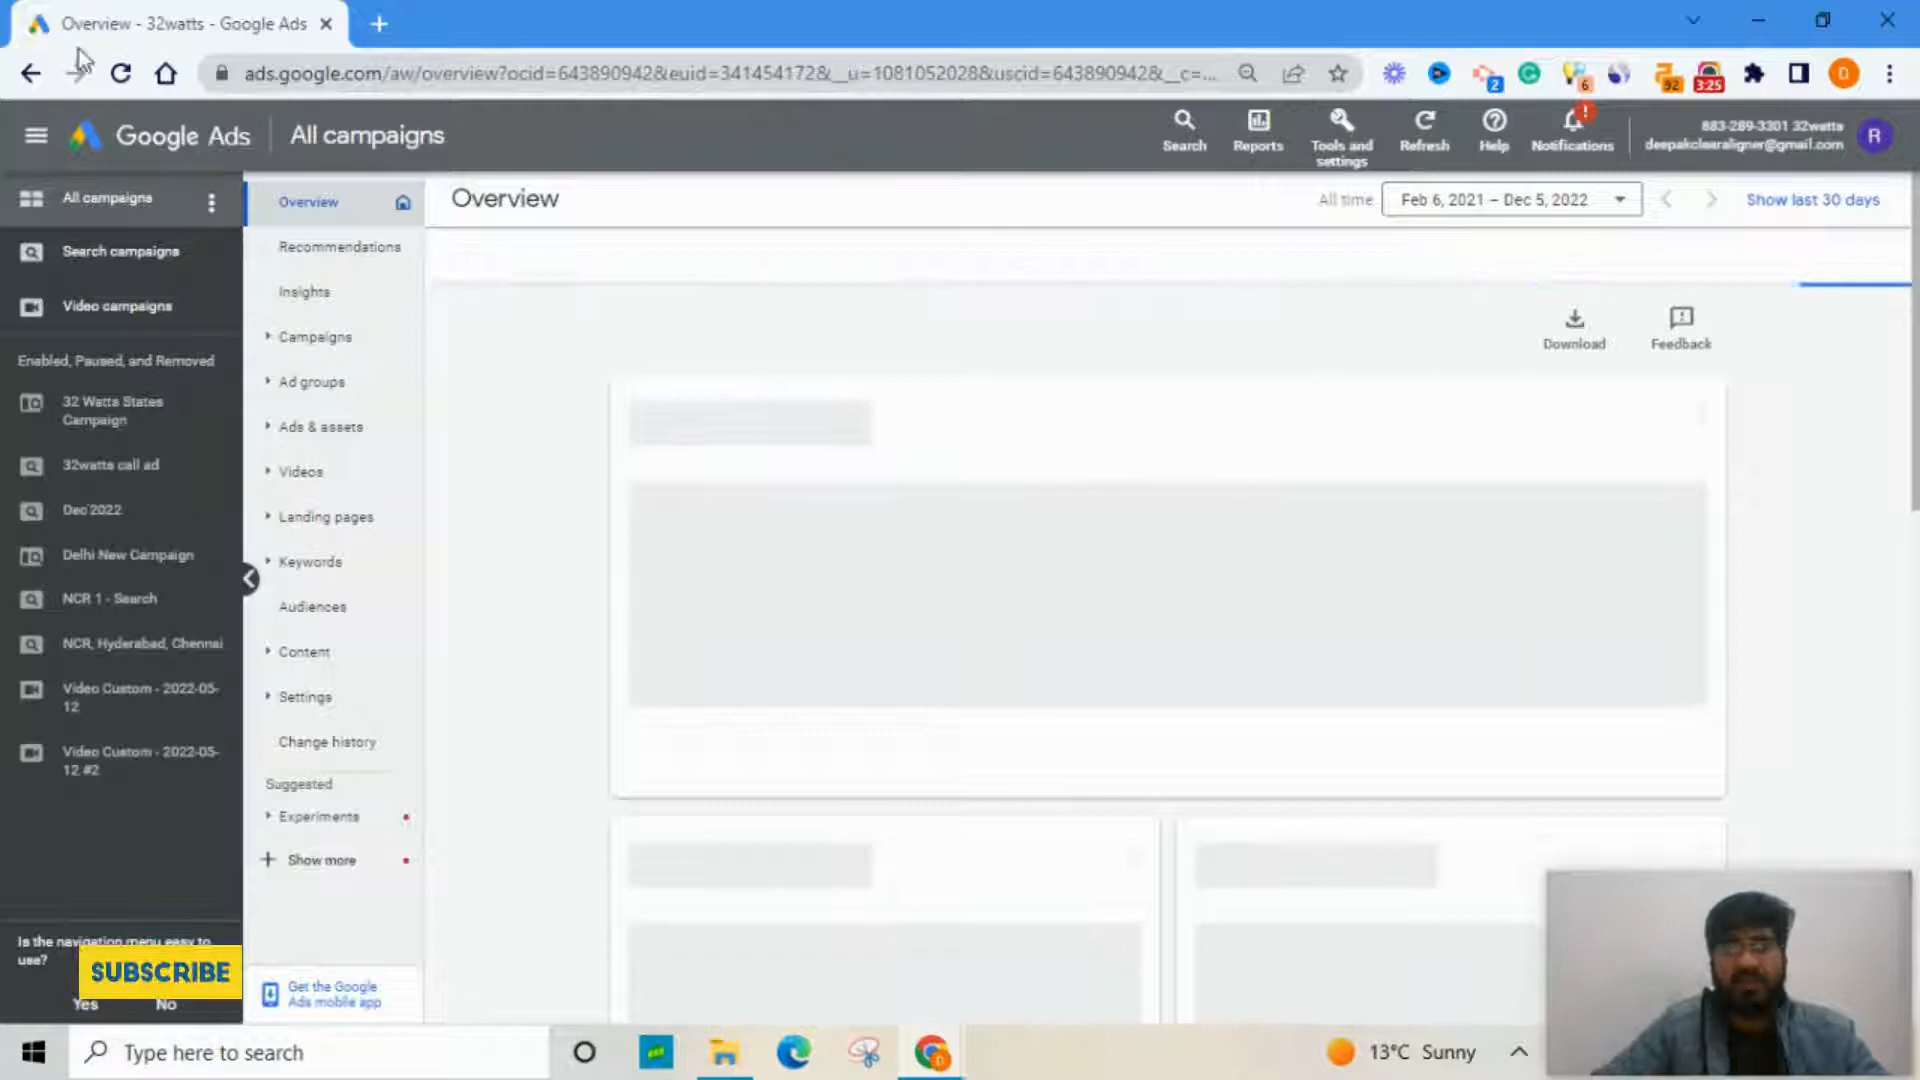 Overview - 32watts - Google Ads
ads.google.com/aw/overview?ocid=643890942&euid=341454172&__u=1081052028&uscid=643890942&__c=...
2
6
92
3:25
D
Google Ads
All campaigns
Search
Reports
Tools and settings
Refresh
Help
Notifications
883-289-3301 32watts
deepakclearaligner@gmail.com
R
All campaigns
Search campaigns
Video campaigns
Enabled, Paused, and Removed
32 Watts States
Campaign
32watts call ad
Dec'2022
Delhi New Campaign
NCR 1 - Search
NCR, Hyderabad, Chennai
Video Custom - 2022-05-
12
Video Custom - 2022-05-
12 #2
Is the navigation menu easy to
use?
Yes
No
SUBSCRIBE
Overview
Recommendations
Insights
Campaigns
Ad groups
Ads & assets
Videos
Landing pages
Keywords
Audiences
Content
Settings
Change history
Suggested
Experiments
Show more
Get the Google
Ads mobile app
Overview
All time
Feb 6, 2021 – Dec 5, 2022
Show last 30 days
Download
Feedback
Type here to search
13°C Sunny